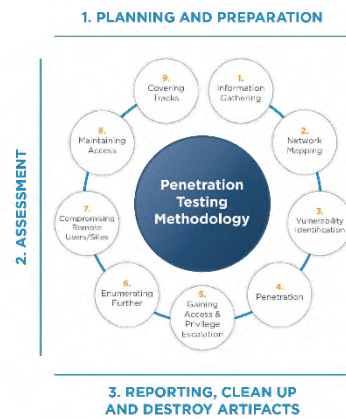 1. PLANNING AND PREPARATION
9.
Covering
Tracks
1.
Information
Gathering
8.
Maintaining
Access
2.
Network
Mapping
Penetration
Testing
Methodology
7.
Compromising
Remote
Users/Sites
3.
Vulnerability
Identification
6.
Enumerating
Further
4.
Penetration
5.
Gaining
Access &
Privilege
Escalation
2. ASSESSMENT
3. REPORTING, CLEAN UP
AND DESTROY ARTIFACTS